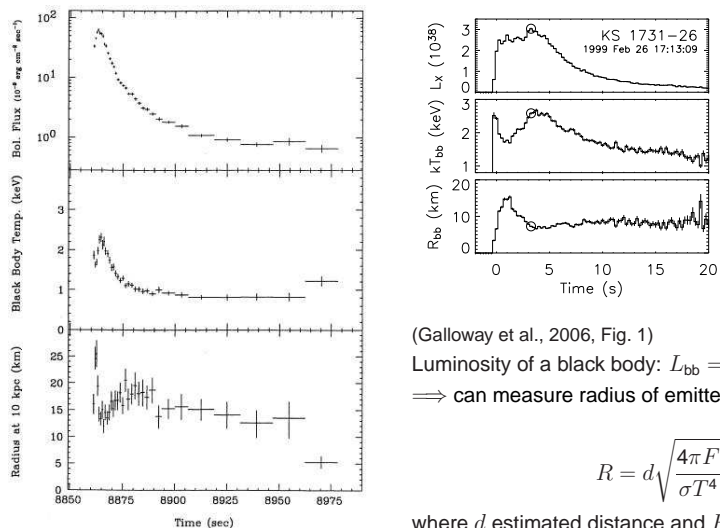 10²
10¹
10⁰
Bol. Flux (10⁻⁹ erg cm⁻² sec⁻¹)
3
2
1
0
Black Body Temp. (keV)
25
20
15
10
5
0
Radius at 10 kpc (km)
8850 8875 8900 8925 8950 8975
Time (sec)
KS 1731-26
1999 Feb 26 17:13:09
3
2
1
0
L_X (10³⁸)
3
2
1
kT_bb (keV)
20
10
0
R_bb (km)
0 5 10 15 20
Time (s)
(Galloway et al., 2006, Fig. 1)
Luminosity of a black body: L_bb =
⟹ can measure radius of emitte
R = d√(4πF / σT⁴)
where d estimated distance and